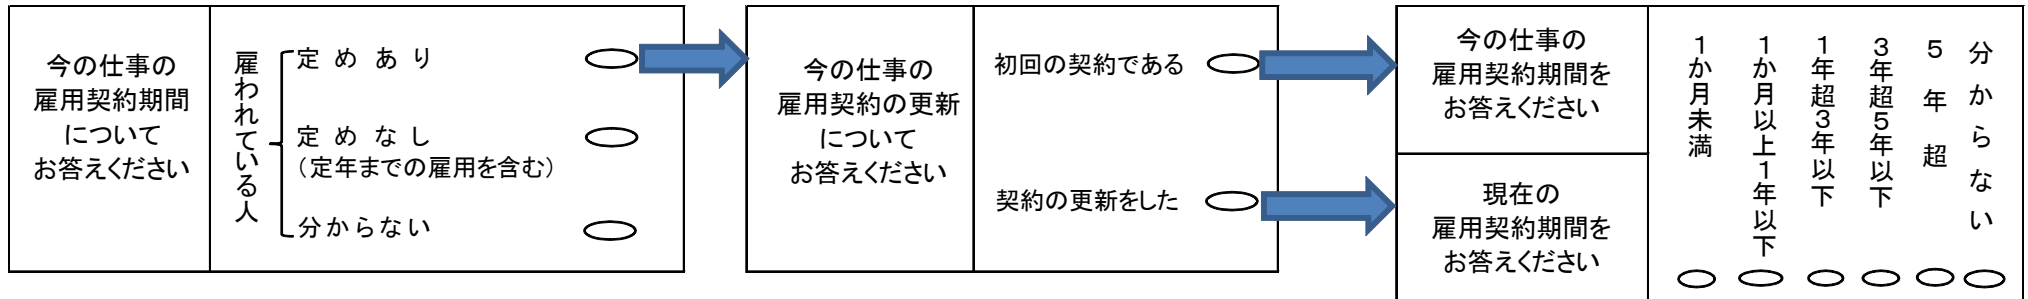 今の仕事の
雇用契約期間
について
お答えください
雇われている人
定めあり
定めなし
（定年までの雇用を含む）
分からない
今の仕事の
雇用契約の更新
について
お答えください
初回の契約である
契約の更新をした
今の仕事の
雇用契約期間を
お答えください
現在の
雇用契約期間を
お答えください
１か月未満
１か月以上１年以下
１年超３年以下
３年超５年以下
５年超
分からない